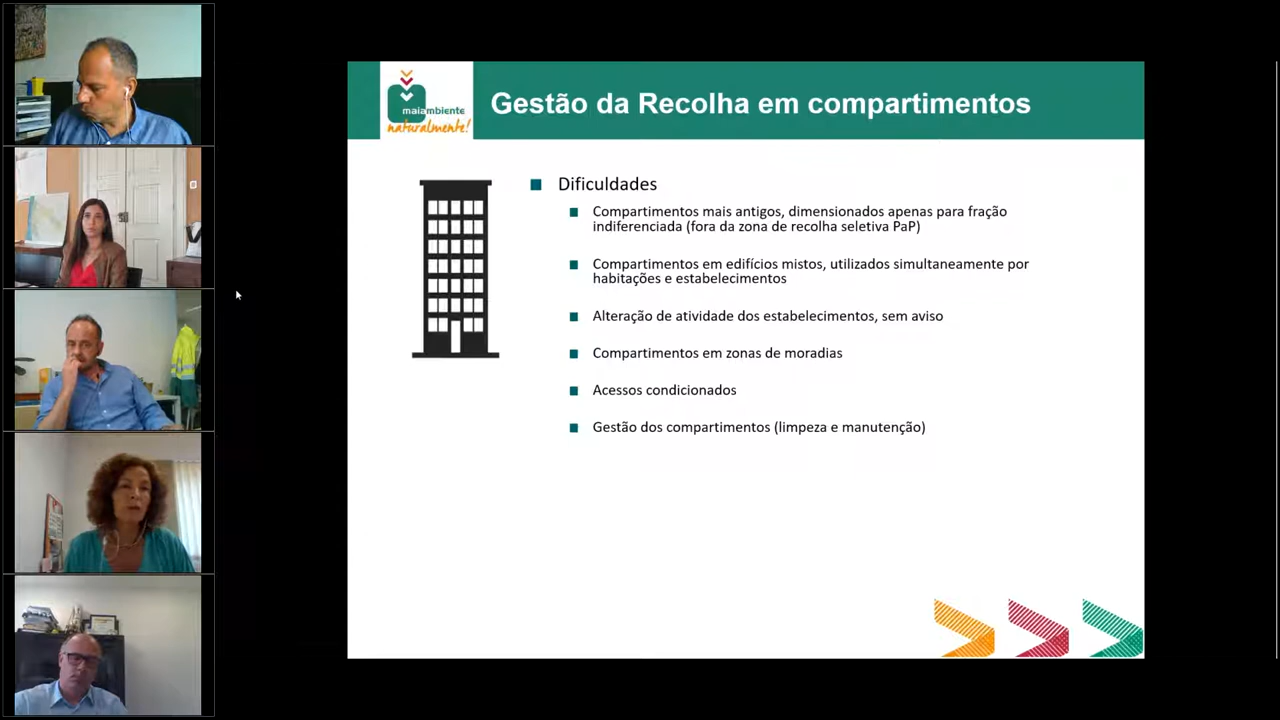 maiambiente
naturalmente!
Gestão da Recolha em compartimentos
Dificuldades
Compartimentos mais antigos, dimensionados apenas para fração
indiferenciada (fora da zona de recolha seletiva PaP)
Compartimentos em edifícios mistos, utilizados simultaneamente por
habitações e estabelecimentos
Alteração de atividade dos estabelecimentos, sem aviso
Compartimentos em zonas de moradias
Acessos condicionados
Gestão dos compartimentos (limpeza e manutenção)